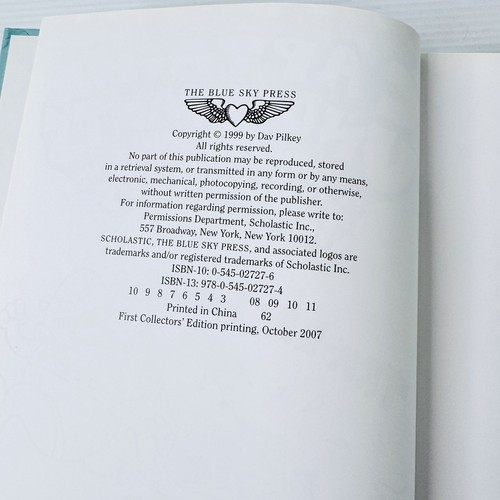 THE BLUE SKY PRESS
Copyright © 1999 by Dav Pilkey
All rights reserved.
No part of this publication may be reproduced, stored
in a retrieval system, or transmitted in any form or by any means,
electronic, mechanical, photocopying, recording, or otherwise,
without written permission of the publisher.
For information regarding permission, please write to:
Permissions Department, Scholastic Inc.,
557 Broadway, New York, New York 10012.
SCHOLASTIC, THE BLUE SKY PRESS, and associated logos are
trademarks and/or registered trademarks of Scholastic Inc.
ISBN-10: 0-545-02727-6
ISBN-13: 978-0-545-02727-4
10 9 8 7 6 5 4 3 08 09 10 11
Printed in China 62
First Collectors' Edition printing, October 2007